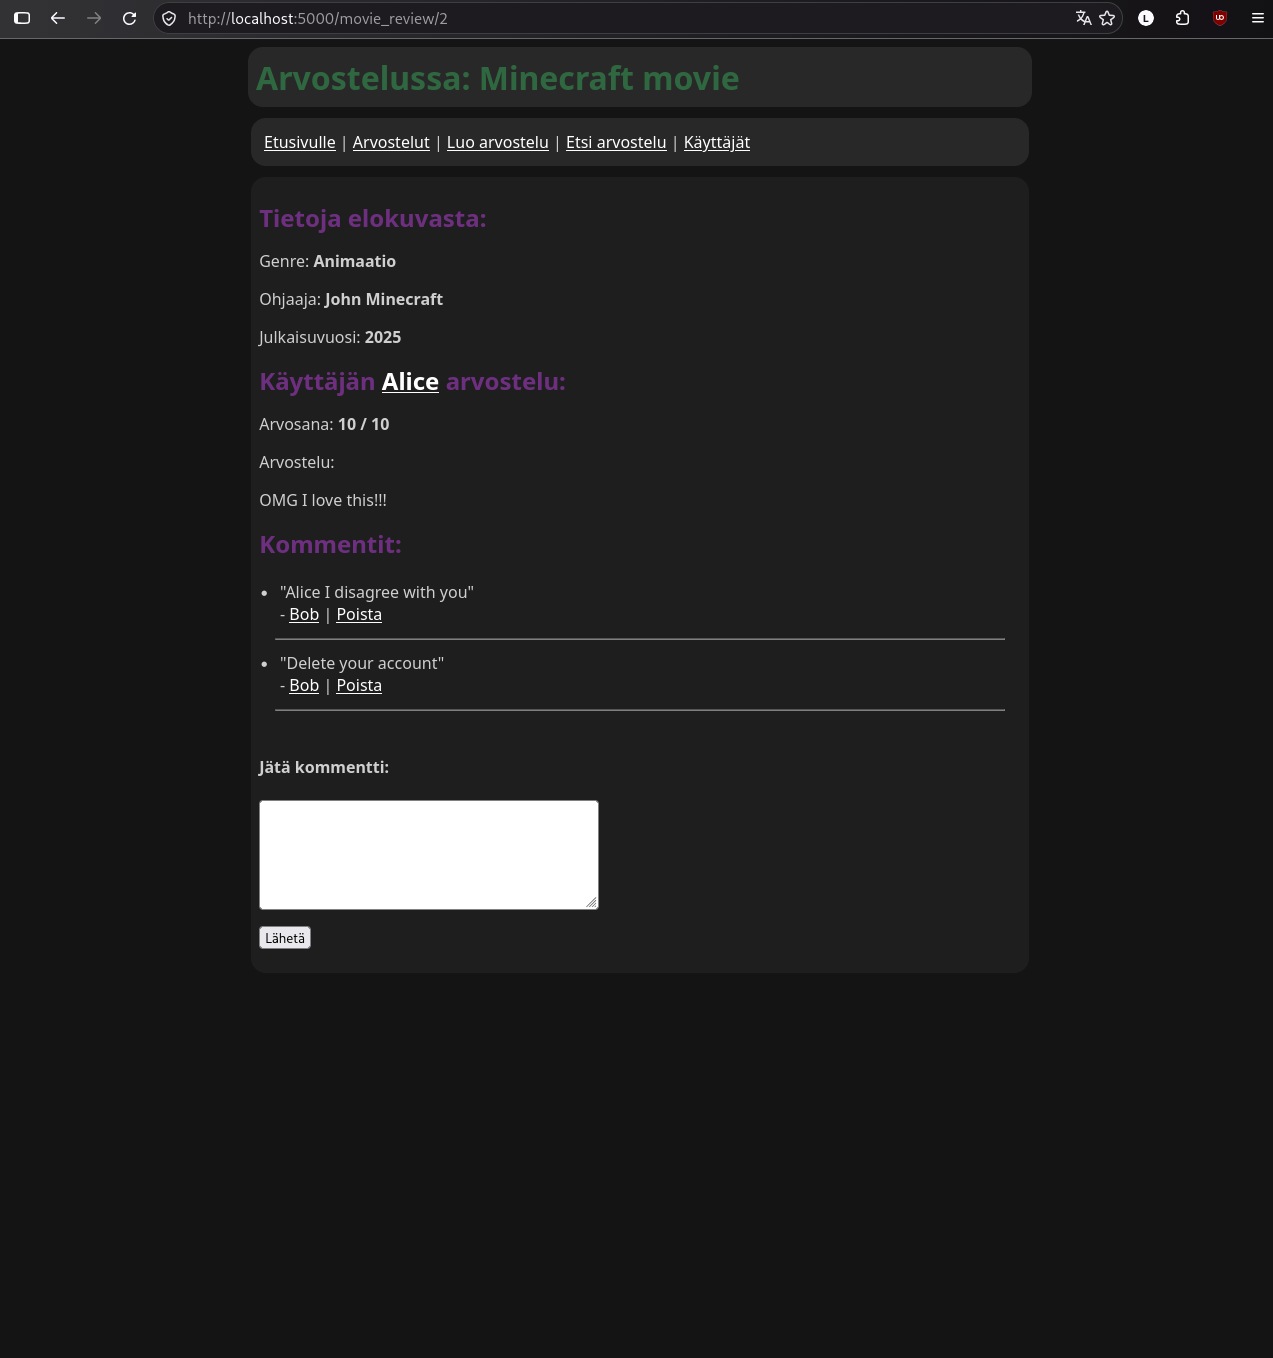 http://localhost:5000/movie_review/2
Arvostelussa: Minecraft movie
Etusivulle | Arvostelut | Luo arvostelu | Etsi arvostelu | Käyttäjät
Tietoja elokuvasta:
Genre: Animaatio
Ohjaaja: John Minecraft
Julkaisuvuosi: 2025
Käyttäjän Alice arvostelu:
Arvosana: 10 / 10
Arvostelu:
OMG I love this!!!
Kommentit:
"Alice I disagree with you"
- Bob | Poista
"Delete your account"
- Bob | Poista
Jätä kommentti:
Lähetä